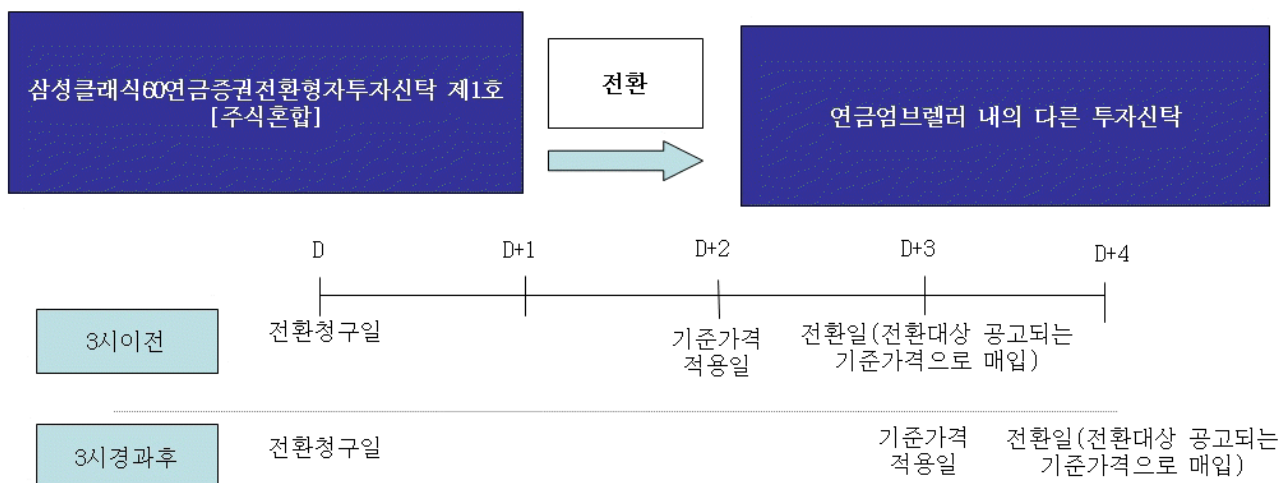 삼성클래식60연금증권전환형자투자신탁 제1호
[주식혼합]
전환
연금엄브렐러 내의 다른 투자신탁
D
D+1
D+2
D+3
D+4
3시이전
전환청구일
기준가격
적용일
전환일(전환대상 공고되는
기준가격으로 매입)
3시경과후
전환청구일
기준가격
적용일
전환일(전환대상 공고되는
기준가격으로 매입)